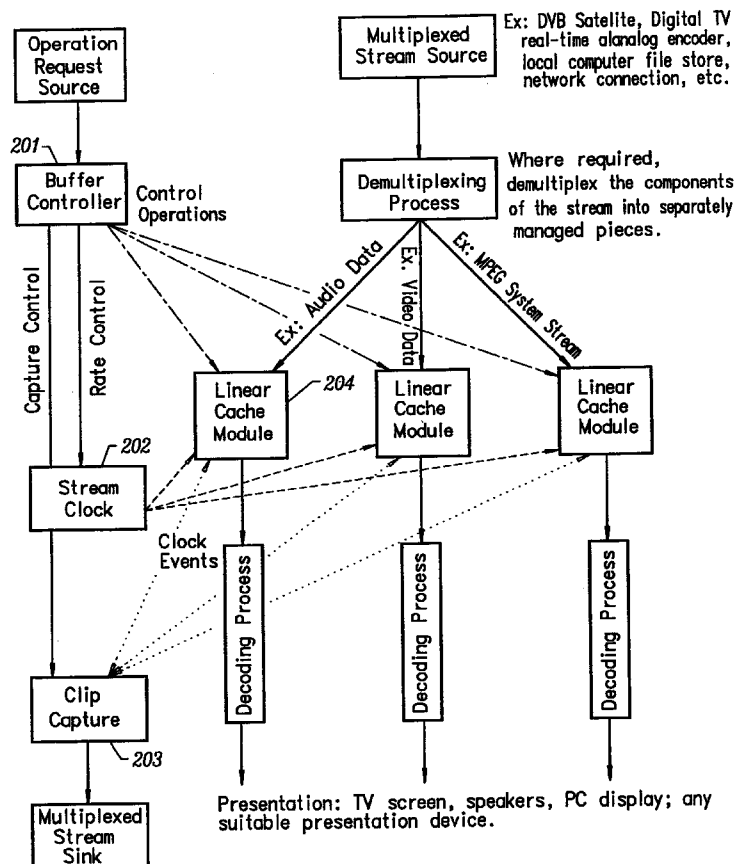 Operation
Request
Source
Multiplexed
Stream Source
Ex: DVB Satelite, Digital TV
real-time alanalog encoder,
local computer file store,
network connection, etc.
201
Buffer
Controller
Control
Operations
Demultiplexing
Process
Where required,
demultiplex the components
of the stream into separately
managed pieces.
Capture Control
Rate Control
Ex: Audio Data
Ex. Video Data
Ex: MPEG System Stream
Linear
Cache
Module
204
Linear
Cache
Module
Linear
Cache
Module
202
Stream
Clock
Clock
Events
Decoding Process
Decoding Process
Decoding Process
Clip
Capture
203
Presentation: TV screen, speakers, PC display; any
suitable presentation device.
Multiplexed
Stream
Sink